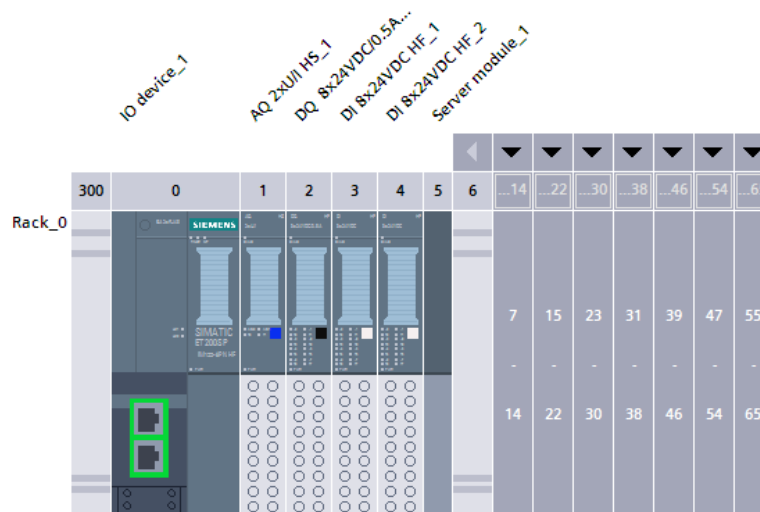 IO device_1
AQ 2xU/I HS_1
DQ 8x24VDC/0.5A...
DI 8x24VDC HF_1
DI 8x24VDC HF_2
Server module_1
300 0 1 2 3 4 5 6 ...14 ...22 ...30 ...38 ...46 ...54
Rack_0
SIEMENS
7 15 23 31 39 47 55
- - - - - - -
SIMATIC
ET 200SP
14 22 30 38 46 54 65